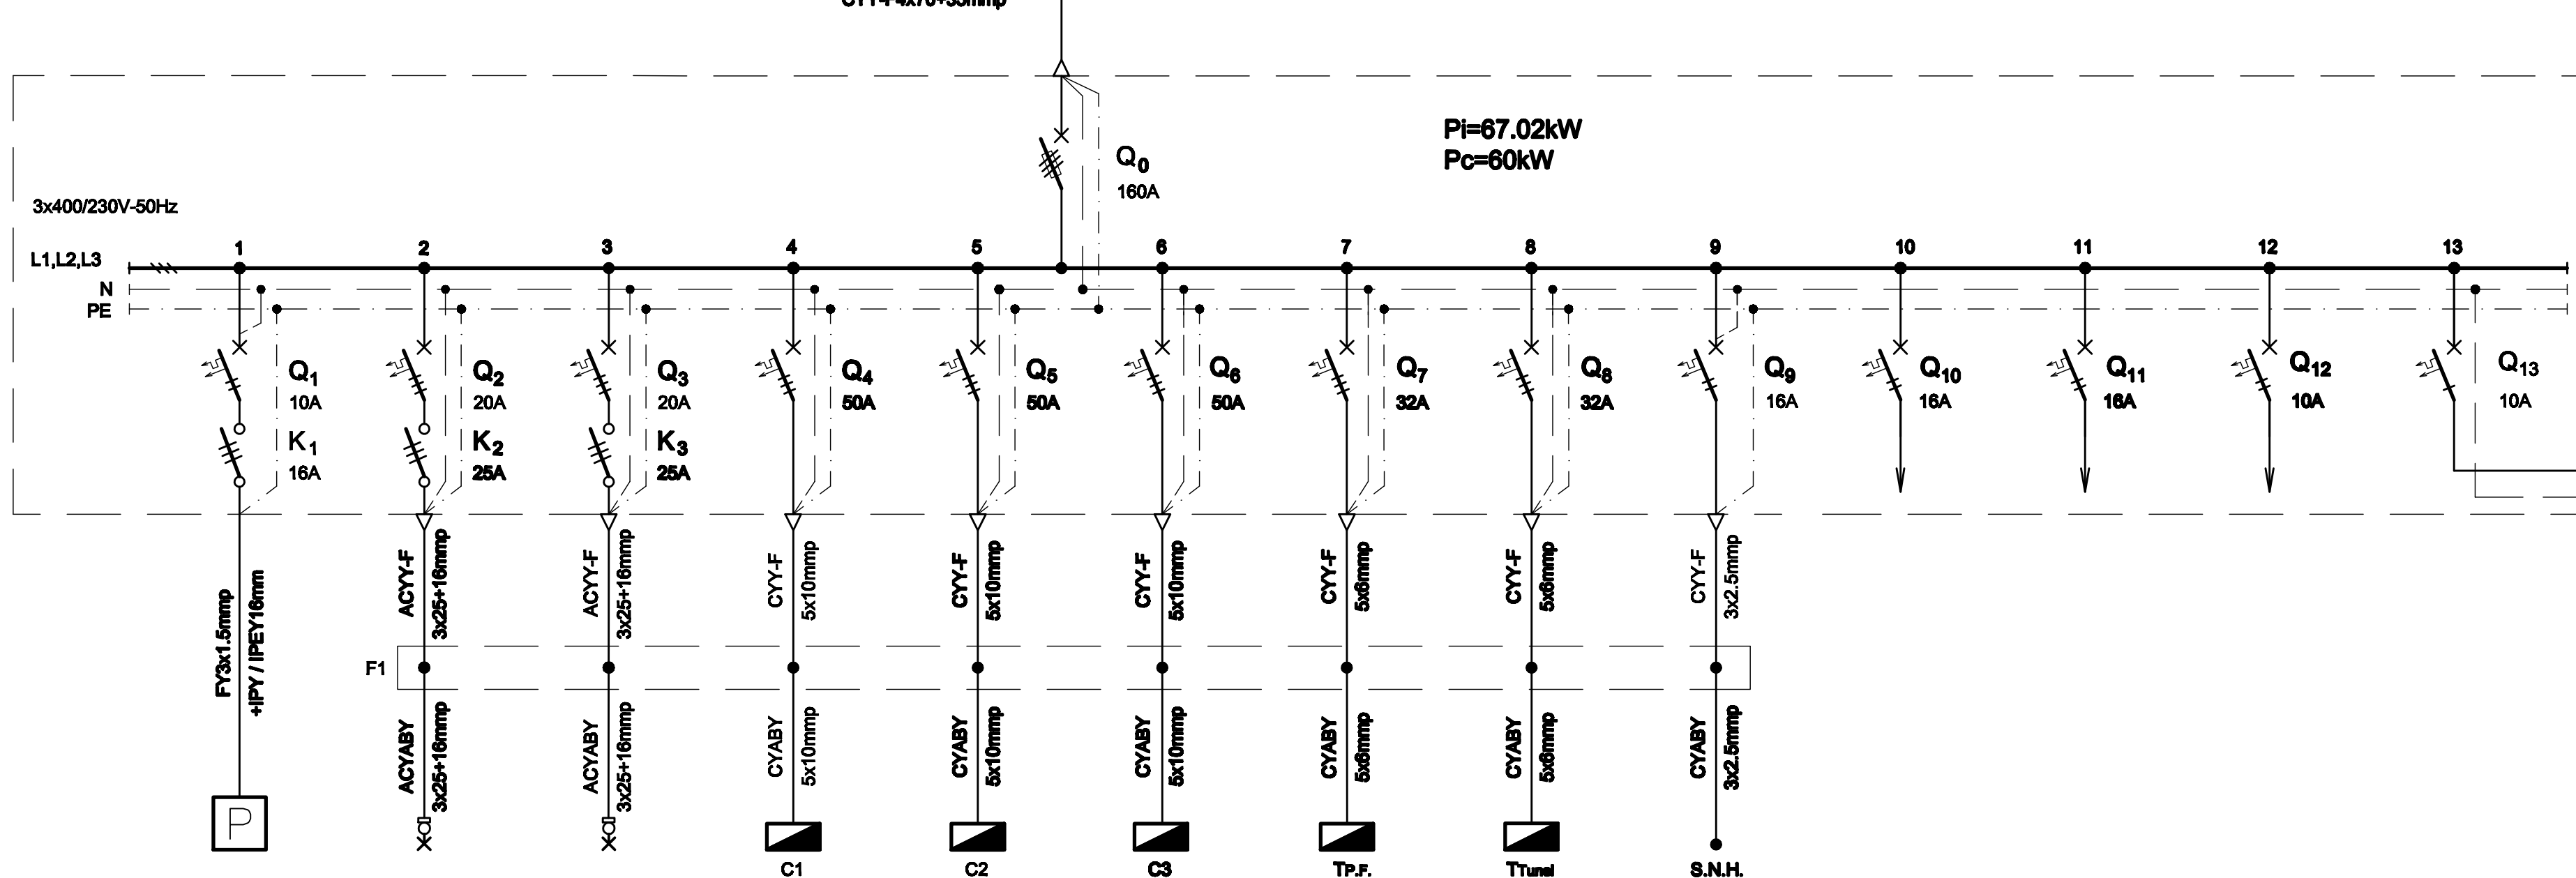 Pi=67.02kW
Pc=60kW
Q0
160A
3x400/230V-50Hz
L1,L2,L3
N
PE
1 2 3 4 5 6 7 8 9 10 11 12 13
Q1 Q2 Q3 Q4 Q5 Q6 Q7 Q8 Q9 Q10 Q11 Q12 Q13
10A 20A 20A 50A 50A 50A 32A 32A 16A 16A 16A 10A 10A
K1 K2 K3
16A 25A 25A
FY3x1.5mmp
+IPY / IPEY16mm
ACYY-F
3x25+16mmp
ACYY-F
3x25+16mmp
CYY-F
5x10mmp
CYY-F
5x10mmp
CYY-F
5x10mmp
CYY-F
5x6mmp
CYY-F
5x6mmp
CYY-F
3x2.5mmp
F1
ACYABY
3x25+16mmp
ACYABY
3x25+16mmp
CYABY
5x10mmp
CYABY
5x10mmp
CYABY
5x10mmp
CYABY
5x6mmp
CYABY
5x6mmp
CYABY
3x2.5mmp
P
C1 C2 C3 TP.F. TTunel S.N.H.